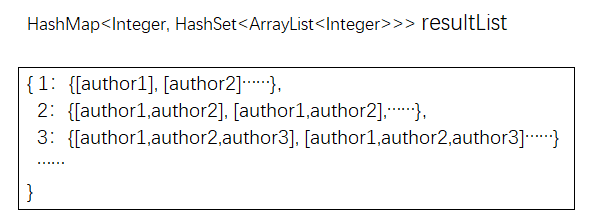 HashMap<Integer, HashSet<ArrayList<Integer>>> resultList
{ 1：{[author1], [author2]……},
2：{[author1,author2], [author1,author2],……},
3：{[author1,author2,author3], [author1,author2,author3]……}
……
}